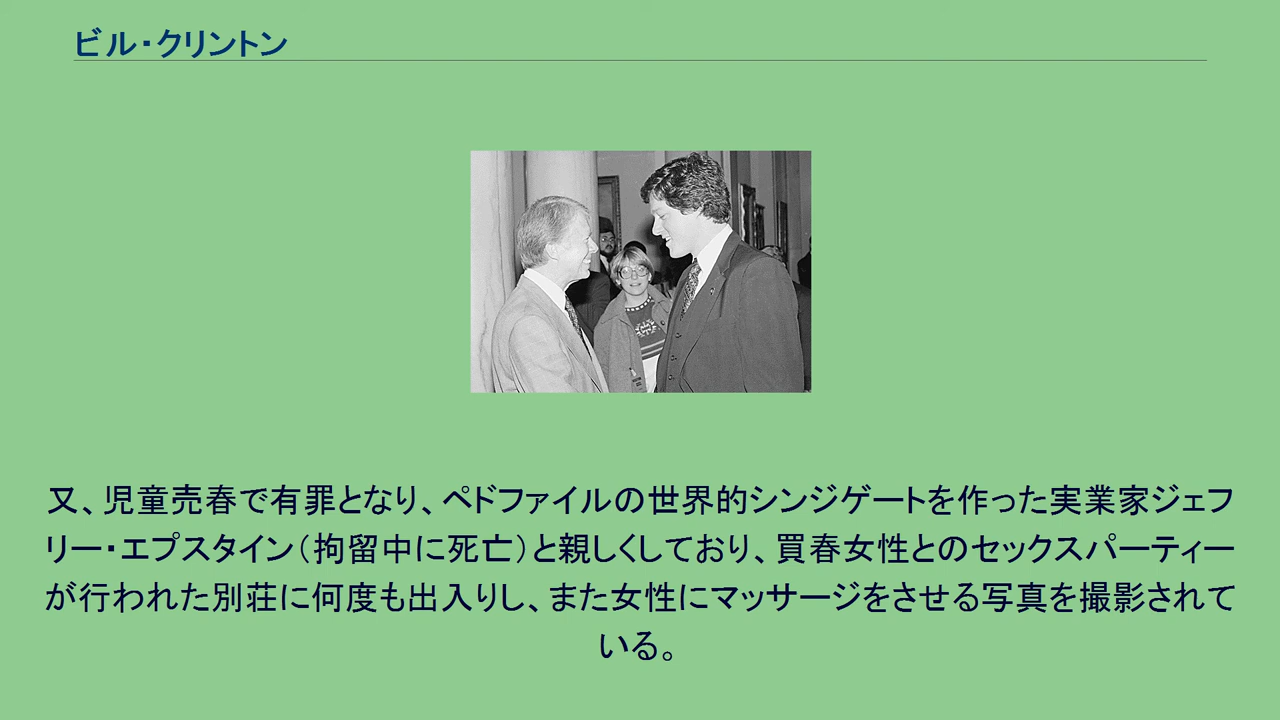 ビル・クリントン
又、児童売春で有罪となり、ペドファイルの世界的シンジゲートを作った実業家ジェフ
リー・エプスタイン（拘留中に死亡）と親しくしており、買春女性とのセックスパーティー
が行われた別荘に何度も出入りし、また女性にマッサージをさせる写真を撮影されて
いる。